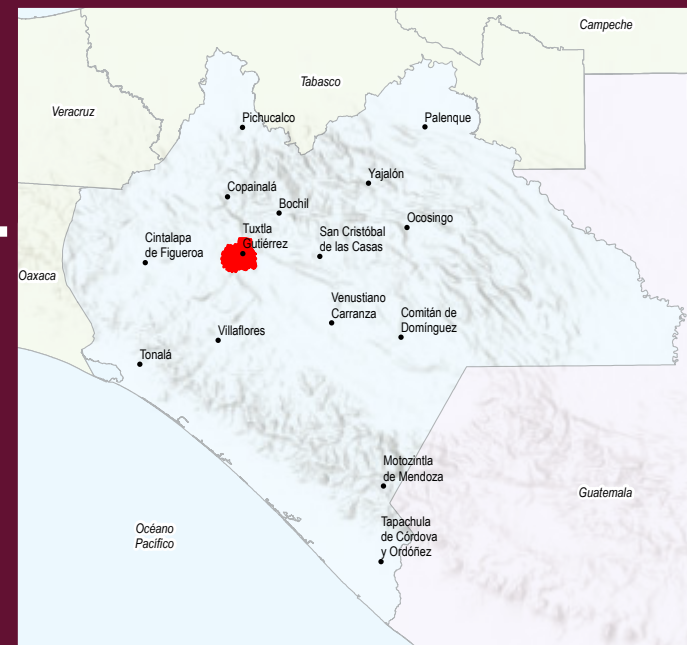 Campeche
Tabasco
Veracruz
Pichucalco
Palenque
Yajalón
Copainalá
Bochil
Ocosingo
Tuxtla
Gutiérrez
San Cristóbal
de las Casas
Cintalapa
de Figueroa
Oaxaca
Venustiano
Carranza
Comitán de
Domínguez
Villaflores
Tonalá
Motozintla
de Mendoza
Guatemala
Océano
Pacífico
Tapachula
de Córdova
y Ordóñez